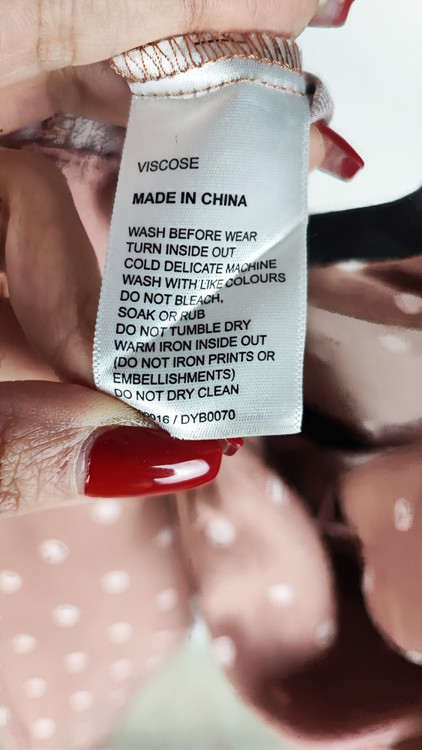 VISCOSE
MADE IN CHINA
WASH BEFORE WEAR
TURN INSIDE OUT
COLD DELICATE MACHINE
WASH WITH LIKE COLOURS
DO NOT BLEACH,
SOAK OR RUB
DO NOT TUMBLE DRY
WARM IRON INSIDE OUT
(DO NOT IRON PRINTS OR
EMBELLISHMENTS)
DO NOT DRY CLEAN
/ DYB0070